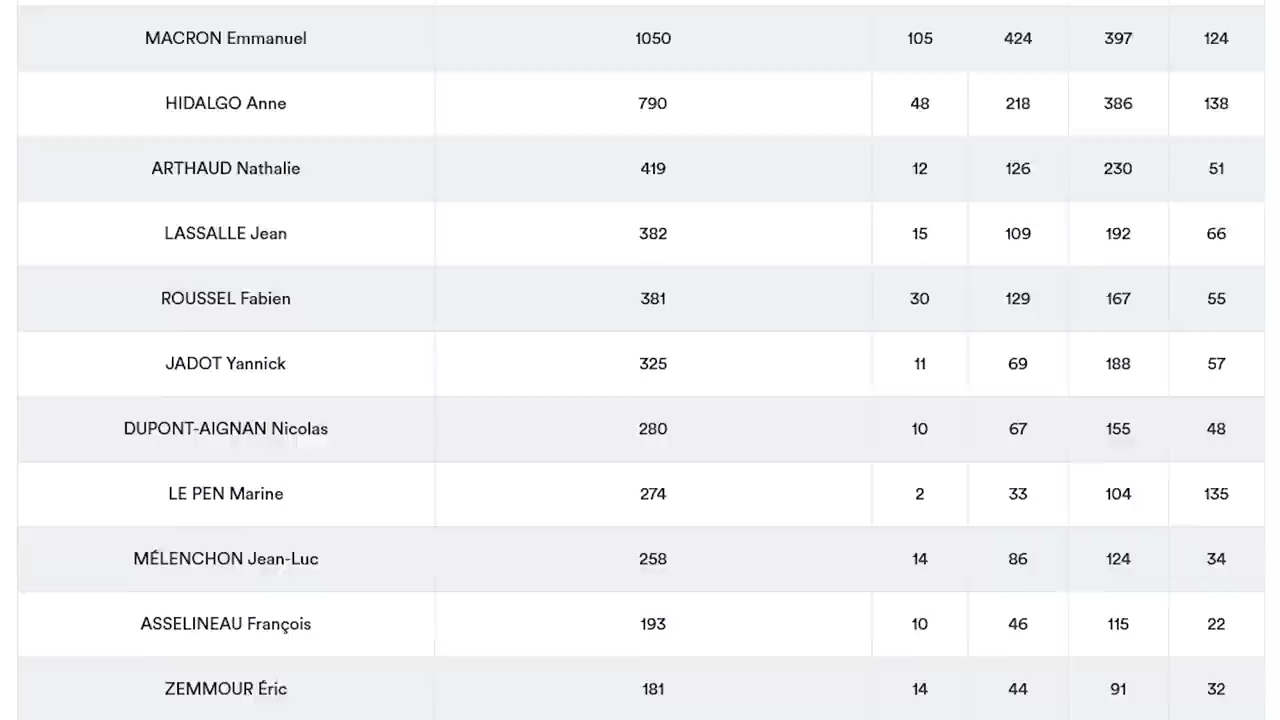 MACRON Emmanuel 1050 105 424 397 124
HIDALGO Anne 790 48 218 386 138
ARTHAUD Nathalie 419 12 126 230 51
LASSALLE Jean 382 15 109 192 66
ROUSSEL Fabien 381 30 129 167 55
JADOT Yannick 325 11 69 188 57
DUPONT-AIGNAN Nicolas 280 10 67 155 48
LE PEN Marine 274 2 33 104 135
MÉLENCHON Jean-Luc 258 14 86 124 34
ASSELINEAU François 193 10 46 115 22
ZEMMOUR Éric 181 14 44 91 32